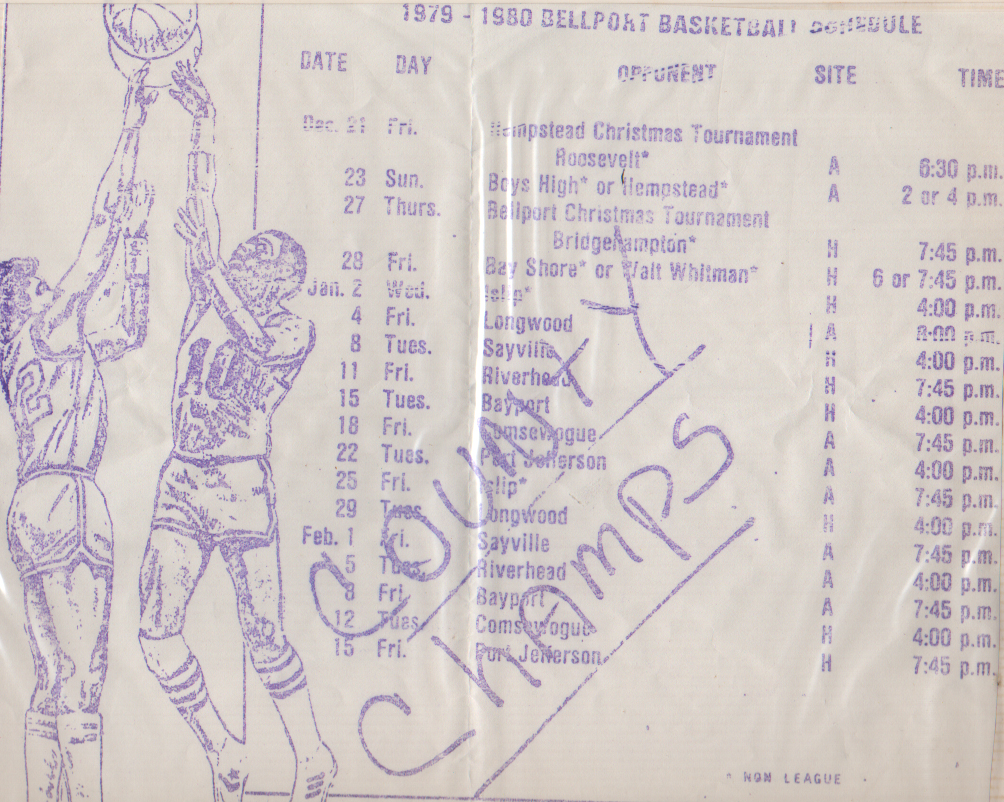 1979 - 1980 BELLPORT BASKETBALL SCHEDULE
DATE DAY OPPONENT SITE TIME
Dec. 21 Fri. Hempstead Christmas Tournament
Roosevelt* A 6:30 p.m.
23 Sun. Boys High* or Hempstead* A 2 or 4 p.m.
27 Thurs. Bellport Christmas Tournament
Bridgehampton* H 7:45 p.m.
28 Fri. Bay Shore* or Walt Whitman* H 6 or 7:45 p.m.
Jan. 2 Wed. Islip* H 4:00 p.m.
4 Fri. Longwood A 8:00 p.m.
8 Tues. Sayville H 4:00 p.m.
11 Fri. Riverhead H 7:45 p.m.
15 Tues. Bayport H 4:00 p.m.
18 Fri. Comsewogue A 7:45 p.m.
22 Tues. Port Jefferson A 4:00 p.m.
25 Fri. Islip* A 7:45 p.m.
29 Tues. Longwood H 4:00 p.m.
Feb. 1 Fri. Sayville A 7:45 p.m.
5 Tues. Riverhead A 4:00 p.m.
8 Fri. Bayport A 7:45 p.m.
12 Tues. Comsewogue H 4:00 p.m.
15 Fri. Port Jefferson H 7:45 p.m.
COUNTY
CHAMPS
* NON LEAGUE
10